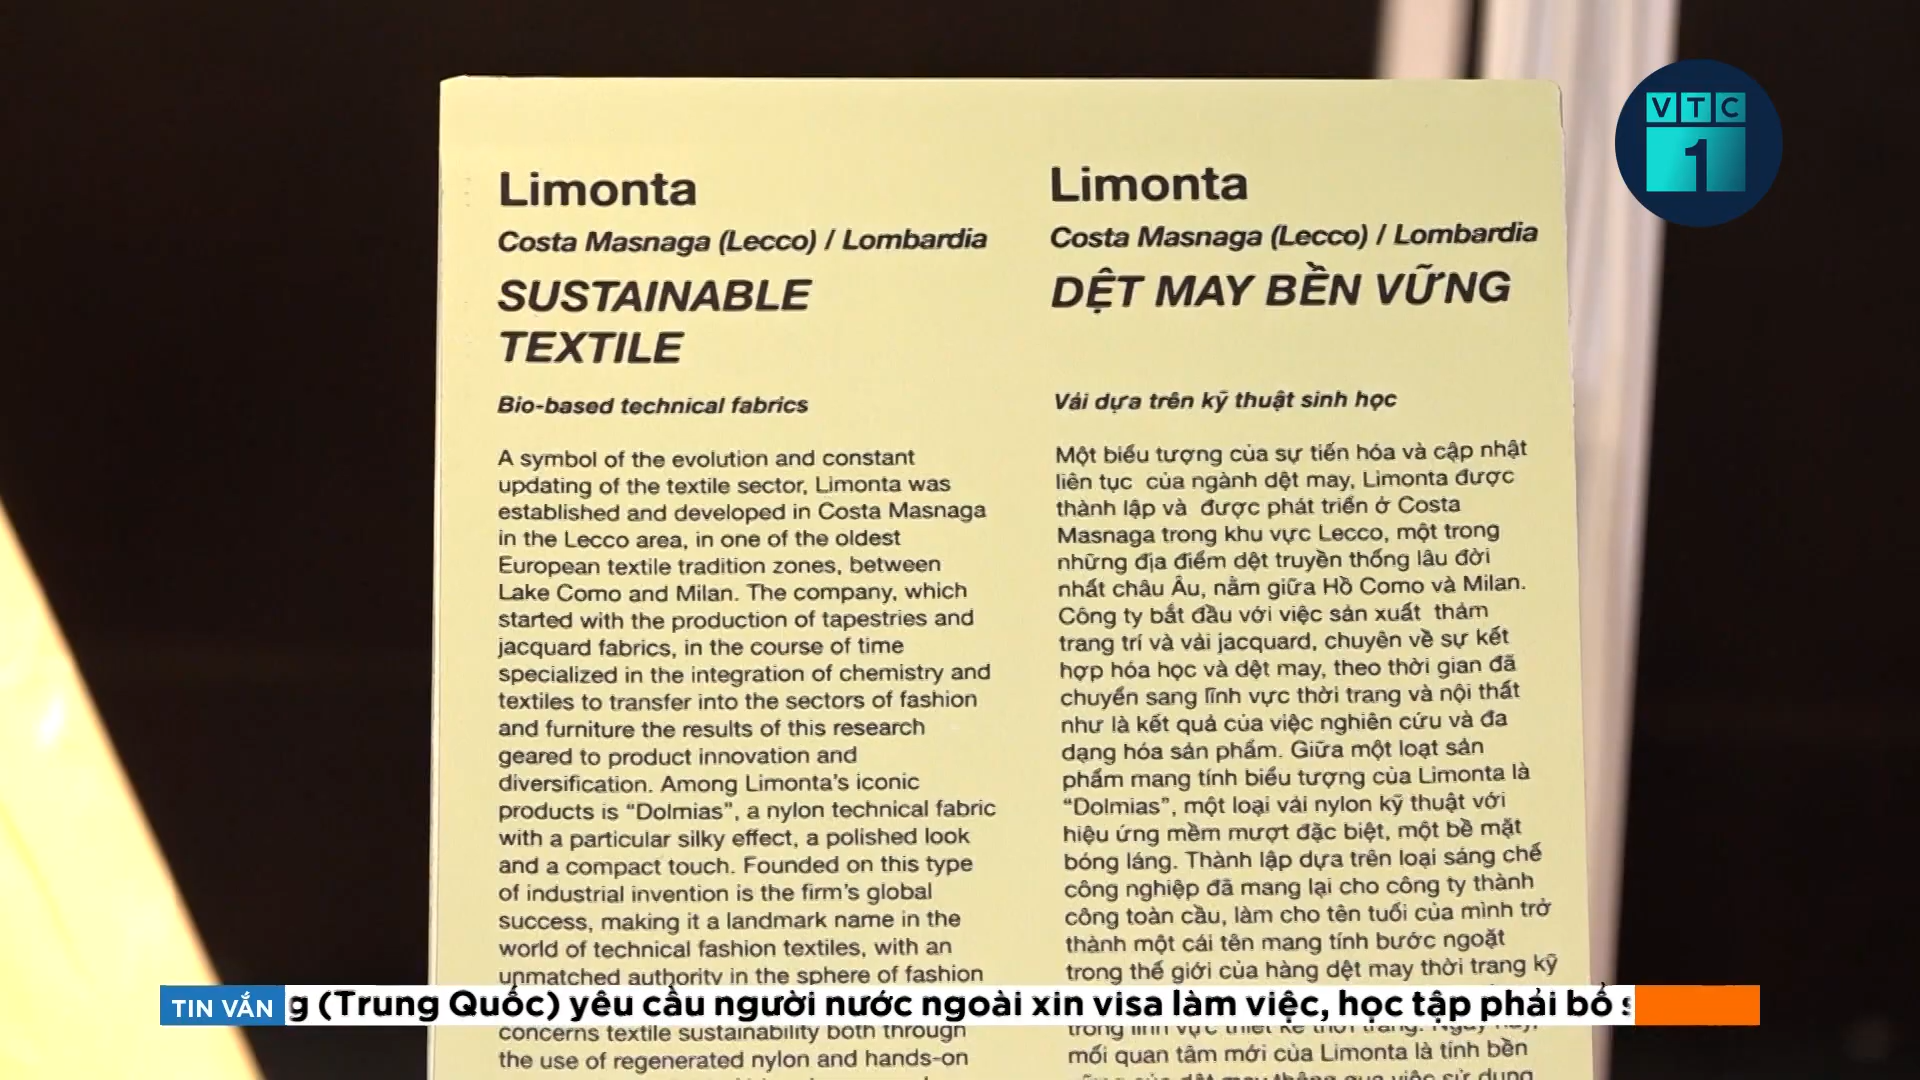 VTC
1
Limonta
Costa Masnaga (Lecco) / Lombardia
SUSTAINABLE
TEXTILE
Bio-based technical fabrics
A symbol of the evolution and constant
updating of the textile sector, Limonta was
established and developed in Costa Masnaga
in the Lecco area, in one of the oldest
European textile tradition zones, between
Lake Como and Milan. The company, which
started with the production of tapestries and
jacquard fabrics, in the course of time
specialized in the integration of chemistry and
textiles to transfer into the sectors of fashion
and furniture the results of this research
geared to product innovation and
diversification. Among Limonta's iconic
products is “Dolmias”, a nylon technical fabric
with a particular silky effect, a polished look
and a compact touch. Founded on this type
of industrial invention is the firm's global
success, making it a landmark name in the
world of technical fashion textiles, with an
unmatched authority in the sphere of fashion
concerns textile sustainability both through
the use of regenerated nylon and hands-on
Limonta
Costa Masnaga (Lecco) / Lombardia
DỆT MAY BỀN VỮNG
Vải dựa trên kỹ thuật sinh học
Một biểu tượng của sự tiến hóa và cập nhật
liên tục của ngành dệt may, Limonta được
thành lập và được phát triển ở Costa
Masnaga trong khu vực Lecco, một trong
những địa điểm dệt truyền thống lâu đời
nhất châu Âu, nằm giữa Hồ Como và Milan.
Công ty bắt đầu với việc sản xuất thảm
trang trí và vải jacquard, chuyên về sự kết
hợp hóa học và dệt may, theo thời gian đã
chuyển sang lĩnh vực thời trang và nội thất
như là kết quả của việc nghiên cứu và đa
dạng hóa sản phẩm. Giữa một loạt sản
phẩm mang tính biểu tượng của Limonta là
“Dolmias”, một loại vải nylon kỹ thuật với
hiệu ứng mềm mượt đặc biệt, một bề mặt
bóng láng. Thành lập dựa trên loại sáng chế
công nghiệp đã mang lại cho công ty thành
công toàn cầu, làm cho tên tuổi của mình trở
thành một cái tên mang tính bước ngoặt
trong thế giới của hàng dệt may thời trang kỹ
trong lĩnh vực thiết kế thời trang. Ngày nay,
mối quan tâm mới của Limonta là tính bền
vững của dệt may thông qua việc sử dụng
TIN VẮN
g (Trung Quốc) yêu cầu người nước ngoài xin visa làm việc, học tập phải bổ